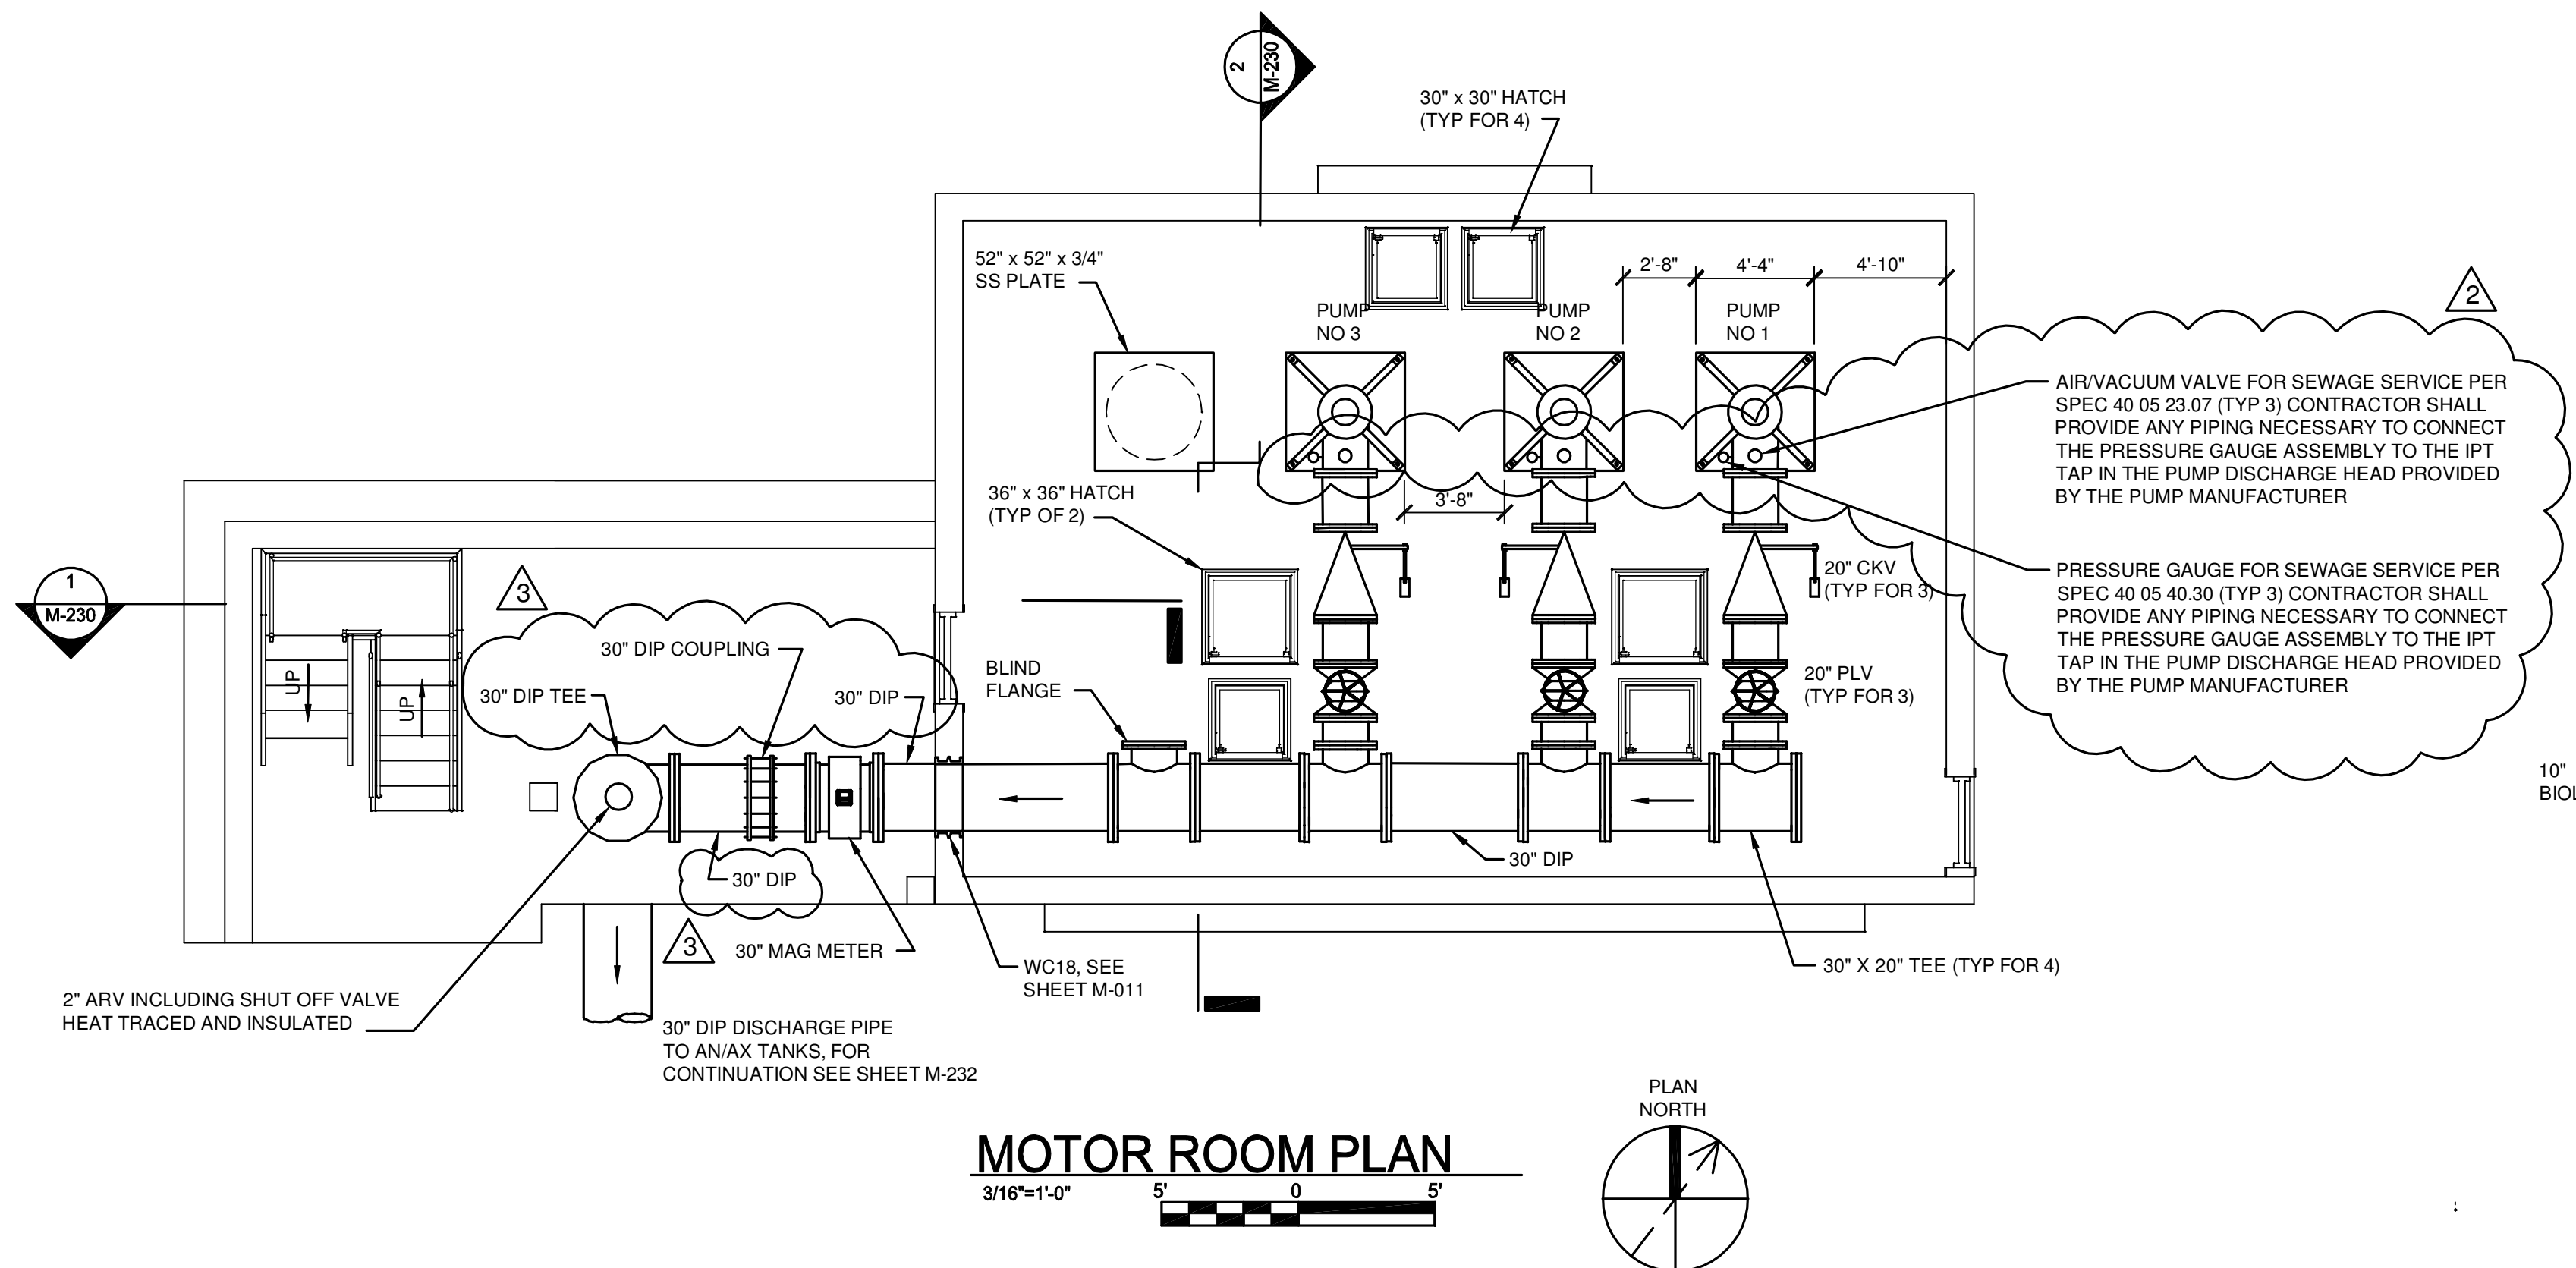 2
M-230
30" x 30" HATCH
(TYP FOR 4)
52" x 52" x 3/4"
SS PLATE
2'-8"
4'-4"
4'-10"
2
PUMP
NO 3
PUMP
NO 2
PUMP
NO 1
AIR/VACUUM VALVE FOR SEWAGE SERVICE PER
SPEC 40 05 23.07 (TYP 3) CONTRACTOR SHALL
PROVIDE ANY PIPING NECESSARY TO CONNECT
THE PRESSURE GAUGE ASSEMBLY TO THE IPT
TAP IN THE PUMP DISCHARGE HEAD PROVIDED
BY THE PUMP MANUFACTURER
36" x 36" HATCH
(TYP OF 2)
3'-8"
1
M-230
3
20" CKV
(TYP FOR 3)
PRESSURE GAUGE FOR SEWAGE SERVICE PER
SPEC 40 05 40.30 (TYP 3) CONTRACTOR SHALL
PROVIDE ANY PIPING NECESSARY TO CONNECT
THE PRESSURE GAUGE ASSEMBLY TO THE IPT
TAP IN THE PUMP DISCHARGE HEAD PROVIDED
BY THE PUMP MANUFACTURER
30" DIP COUPLING
BLIND
FLANGE
UP
UP
30" DIP TEE
30" DIP
20" PLV
(TYP FOR 3)
10"
BIOL
30" DIP
30" DIP
3
30" MAG METER
WC18, SEE
SHEET M-011
30" X 20" TEE (TYP FOR 4)
2" ARV INCLUDING SHUT OFF VALVE
HEAT TRACED AND INSULATED
30" DIP DISCHARGE PIPE
TO AN/AX TANKS, FOR
CONTINUATION SEE SHEET M-232
PLAN
NORTH
MOTOR ROOM PLAN
3/16"=1'-0"
5'
0
5'